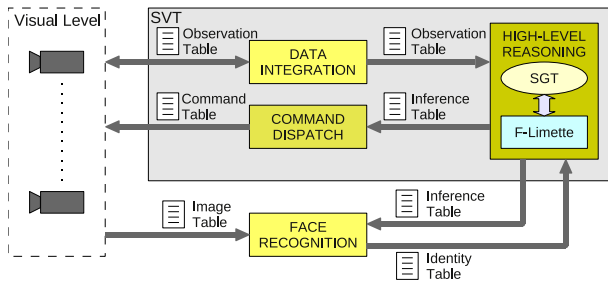 Visual Level
SVT
Observation
Table
DATA
INTEGRATION
Observation
Table
HIGH-LEVEL
REASONING
SGT
F-Limette
Command
Table
COMMAND
DISPATCH
Inference
Table
Image
Table
FACE
RECOGNITION
Inference
Table
Identity
Table